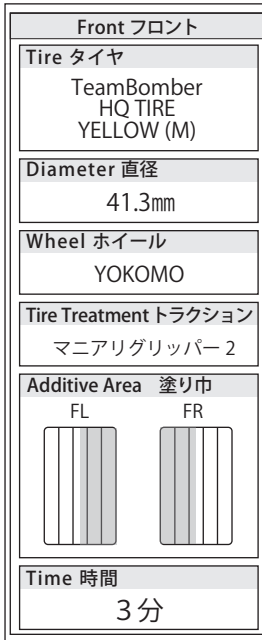 Front フロント
Tire タイヤ
TeamBomber
HQ TIRE
YELLOW (M)
Diameter 直径
41.3㎜
Wheel ホイール
YOKOMO
Tire Treatment トラクション
マニアリグリッパー 2
Additive Area　塗り巾
FL FR
Time 時間
3 分